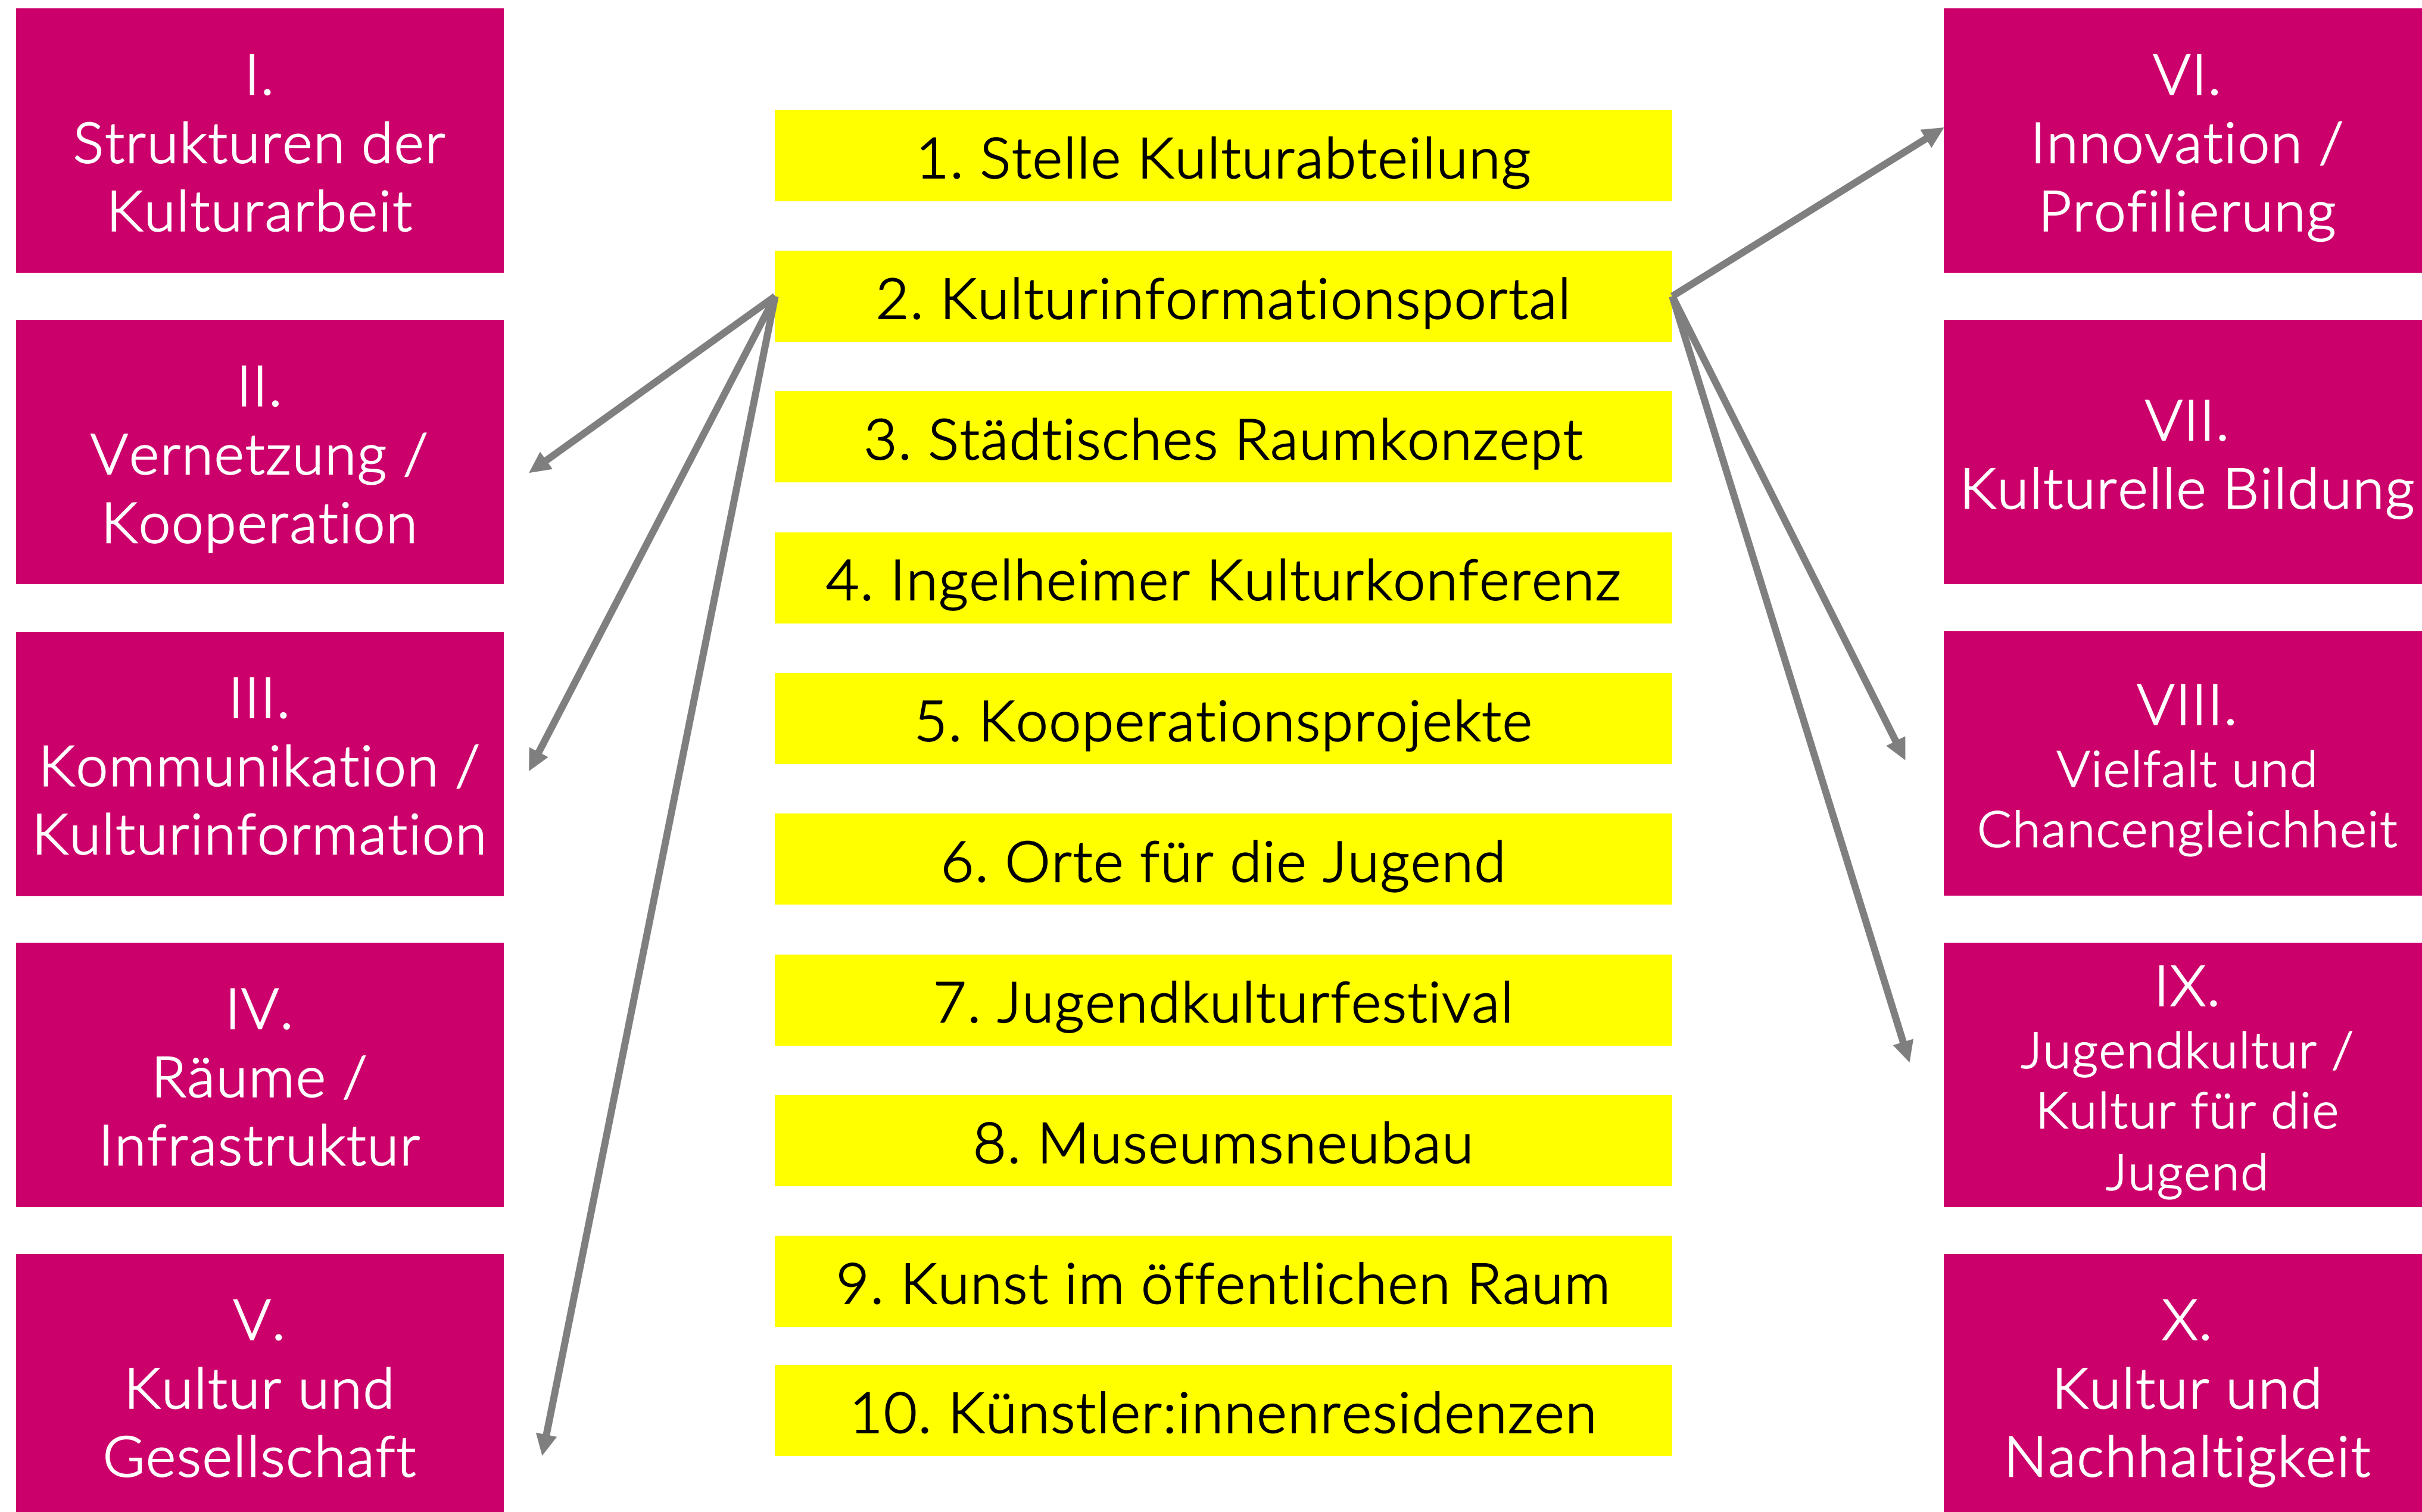 I.
Strukturen der
Kulturarbeit
II.
Vernetzung /
Kooperation
III.
Kommunikation /
Kulturinformation
IV.
Räume /
Infrastruktur
V.
Kultur und
Gesellschaft
1. Stelle Kulturabteilung
2. Kulturinformationsportal
3. Städtisches Raumkonzept
4. Ingelheimer Kulturkonferenz
5. Kooperationsprojekte
6. Orte für die Jugend
7. Jugendkulturfestival
8. Museumsneubau
9. Kunst im öffentlichen Raum
10. Künstler:innenresidenzen
VI.
Innovation /
Profilierung
VII.
Kulturelle Bildung
VIII.
Vielfalt und
Chancengleichheit
IX.
Jugendkultur /
Kultur für die
Jugend
X.
Kultur und
Nachhaltigkeit